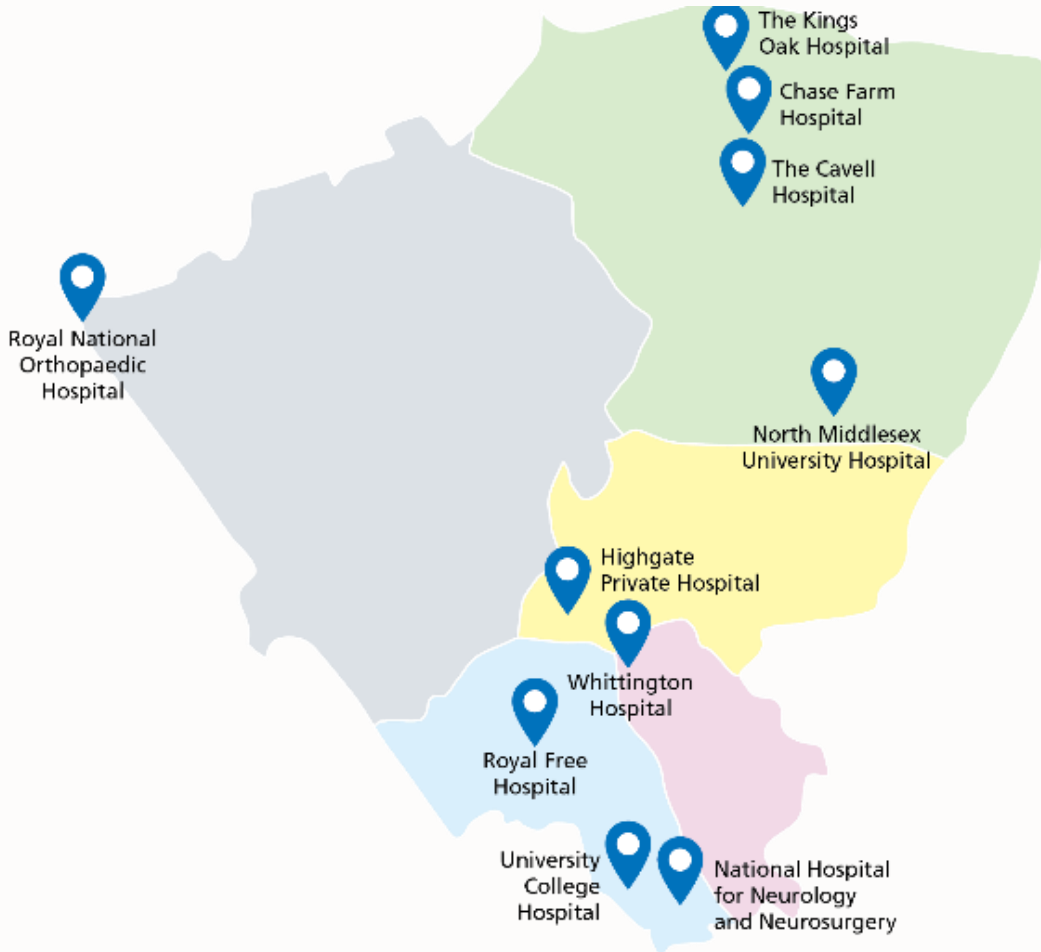 The Kings
Oak Hospital
Chase Farm
Hospital
The Cavell
Hospital
Royal National
Orthopaedic
Hospital
North Middlesex
University Hospital
Highgate
Private Hospital
Whittington
Hospital
Royal Free
Hospital
University
College
Hospital
National Hospital
for Neurology
and Neurosurgery